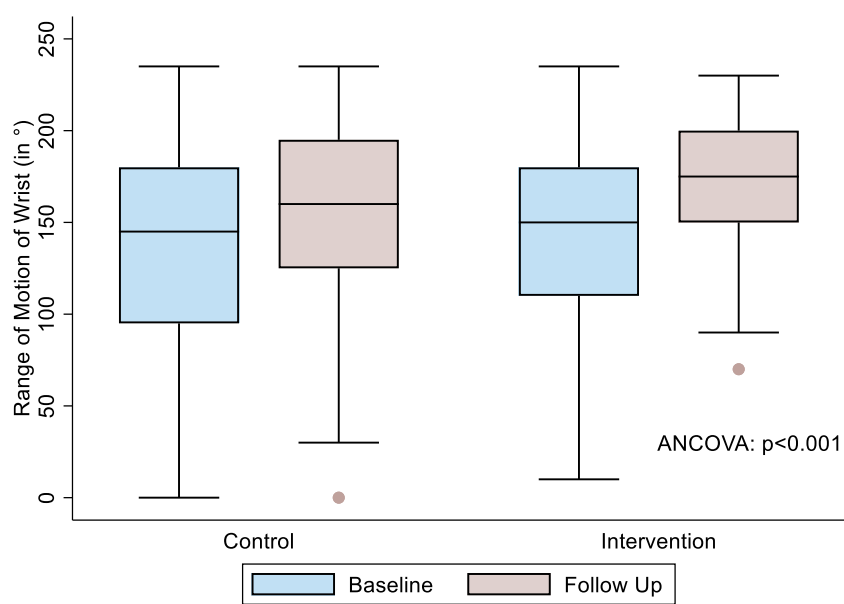 Range of Motion of Wrist (in °)
250
200
150
100
50
0
ANCOVA: p<0.001
Control
Intervention
Baseline
Follow Up